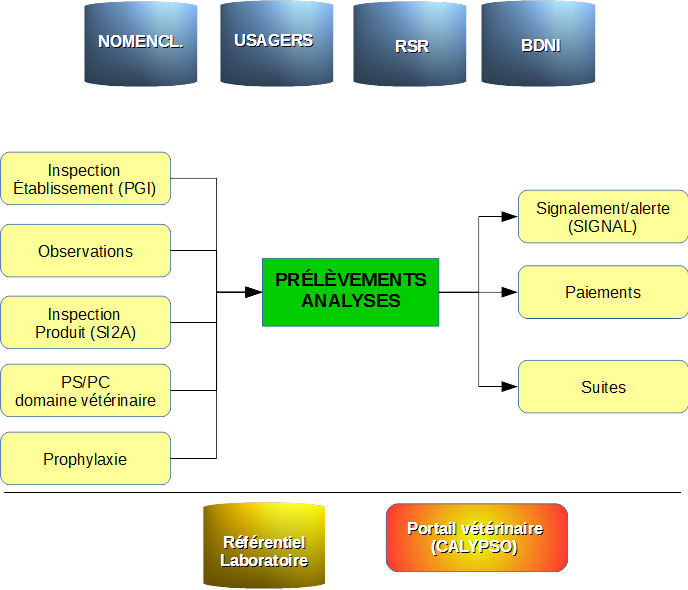 NOMENCL.
USAGERS
RSR
BDNI
Inspection
Établissement (PGI)
Observations
Inspection
Produit (SI2A)
PS/PC
domaine vétérinaire
Prophylaxie
PRÉLÈVEMENTS
ANALYSES
Signalement/alerte
(SIGNAL)
Paiements
Suites
Référentiel
Laboratoire
Portail vétérinaire
(CALYPSO)